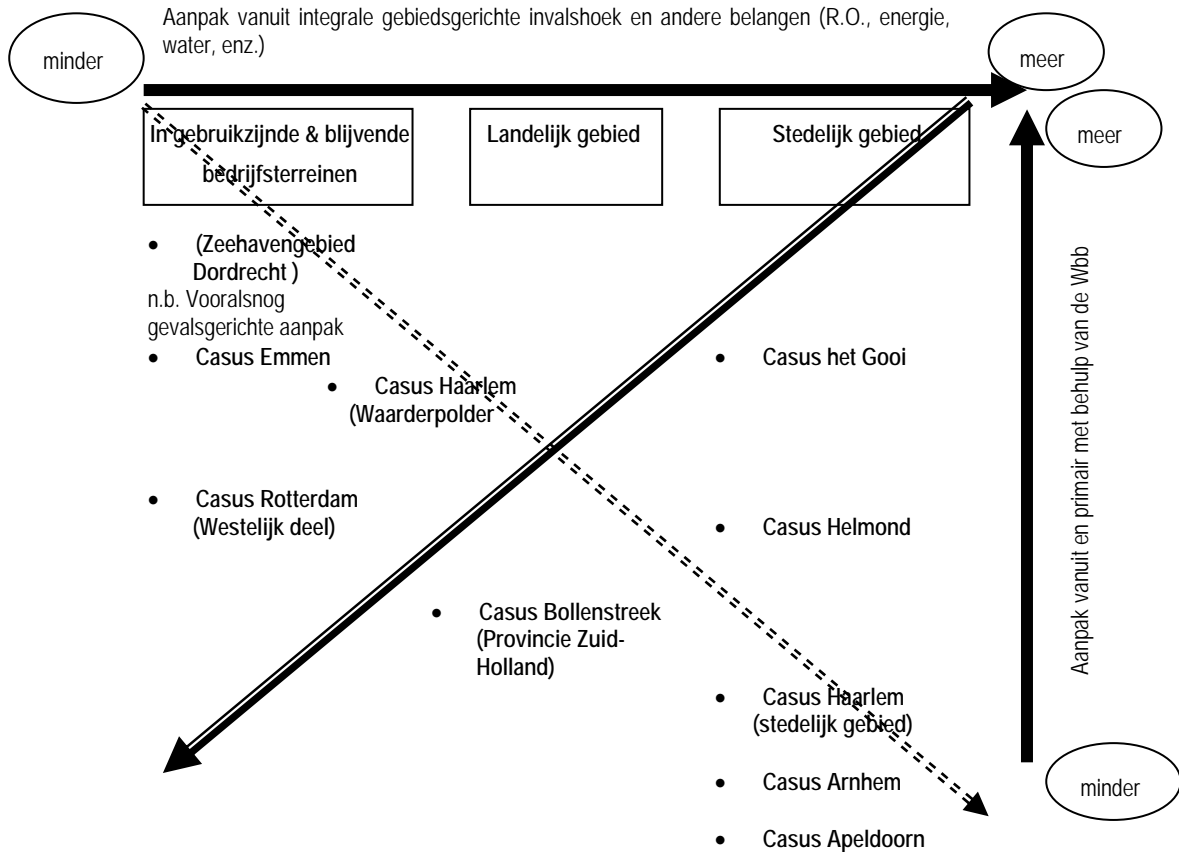 Aanpak vanuit integrale gebiedsgerichte invalshoek en andere belangen (R.O., energie,
water, enz.)
minder
meer
meer
In gebruikzijnde & blijvende
bedrijfsterreinen
Landelijk gebied
Stedelijk gebied
• (Zeehavengebied
Dordrecht )
n.b. Vooralsnog
gevalsgerichte aanpak
• Casus Emmen
• Casus Haarlem
(Waarderpolder
• Casus het Gooi
• Casus Rotterdam
(Westelijk deel)
• Casus Helmond
• Casus Bollenstreek
(Provincie Zuid-
Holland)
• Casus Haarlem
(stedelijk gebied)
• Casus Arnhem
• Casus Apeldoorn
Aanpak vanuit en primair met behulp van de Wbb
minder